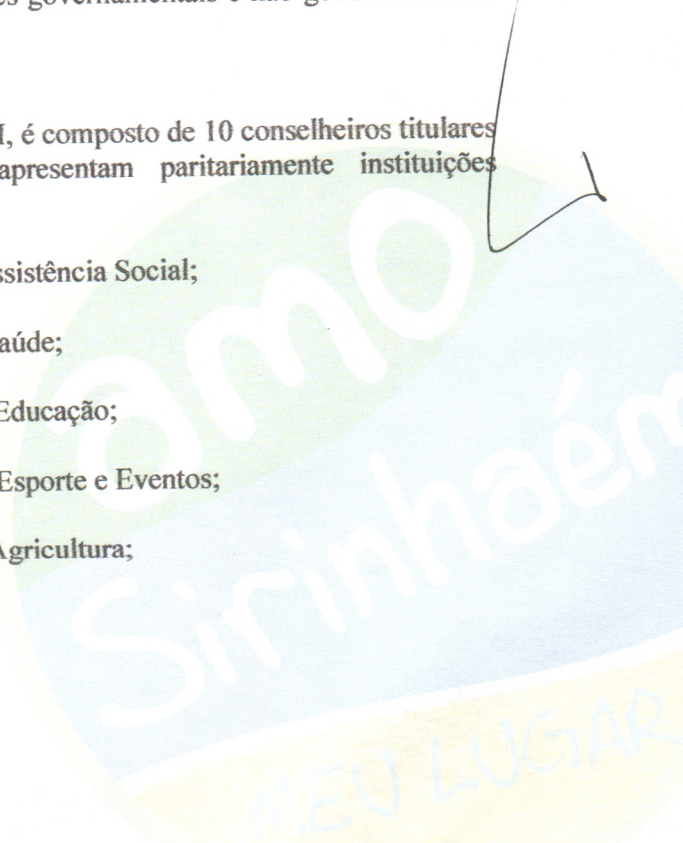 I, é composto de 10 conselheiros titulares
apresentam paritariamente instituições
ssistência Social;
aúde;
Educação;
Esporte e Eventos;
Agricultura;
amo
Sirinhaém
MEU LUGAR